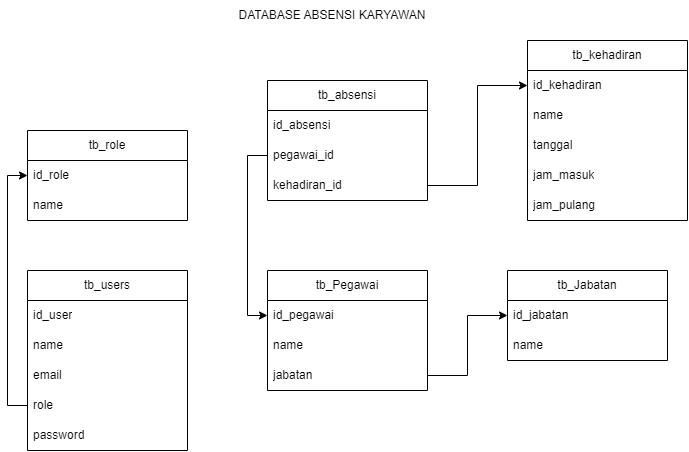 DATABASE ABSENSI KARYAWAN
tb_kehadiran
id_kehadiran
name
tanggal
jam_masuk
jam_pulang
tb_absensi
id_absensi
pegawai_id
kehadiran_id
tb_role
id_role
name
tb_users
id_user
name
email
role
password
tb_Pegawai
id_pegawai
name
jabatan
tb_Jabatan
id_jabatan
name